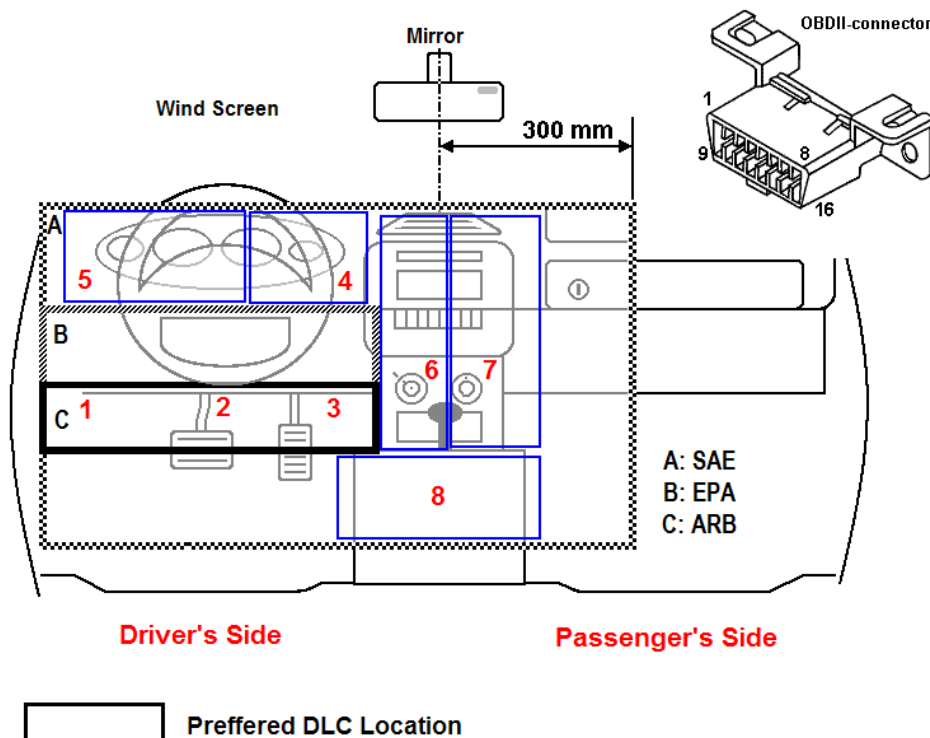 OBDII-connector
Mirror
Wind Screen
1
300 mm
9
8
16
A
5
4
B
6
7
1
2
3
C
8
A: SAE
B: EPA
C: ARB
Driver's Side
Passenger's Side
Preffered DLC Location